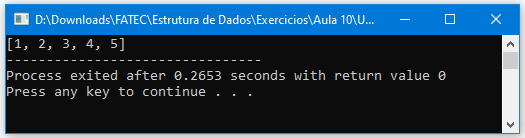 D:\Downloads\FATEC\Estrutura de Dados\Exercicios\Aula 10\U...
[1, 2, 3, 4, 5]
--------------------------------
Process exited after 0.2653 seconds with return value 0
Press any key to continue . . .